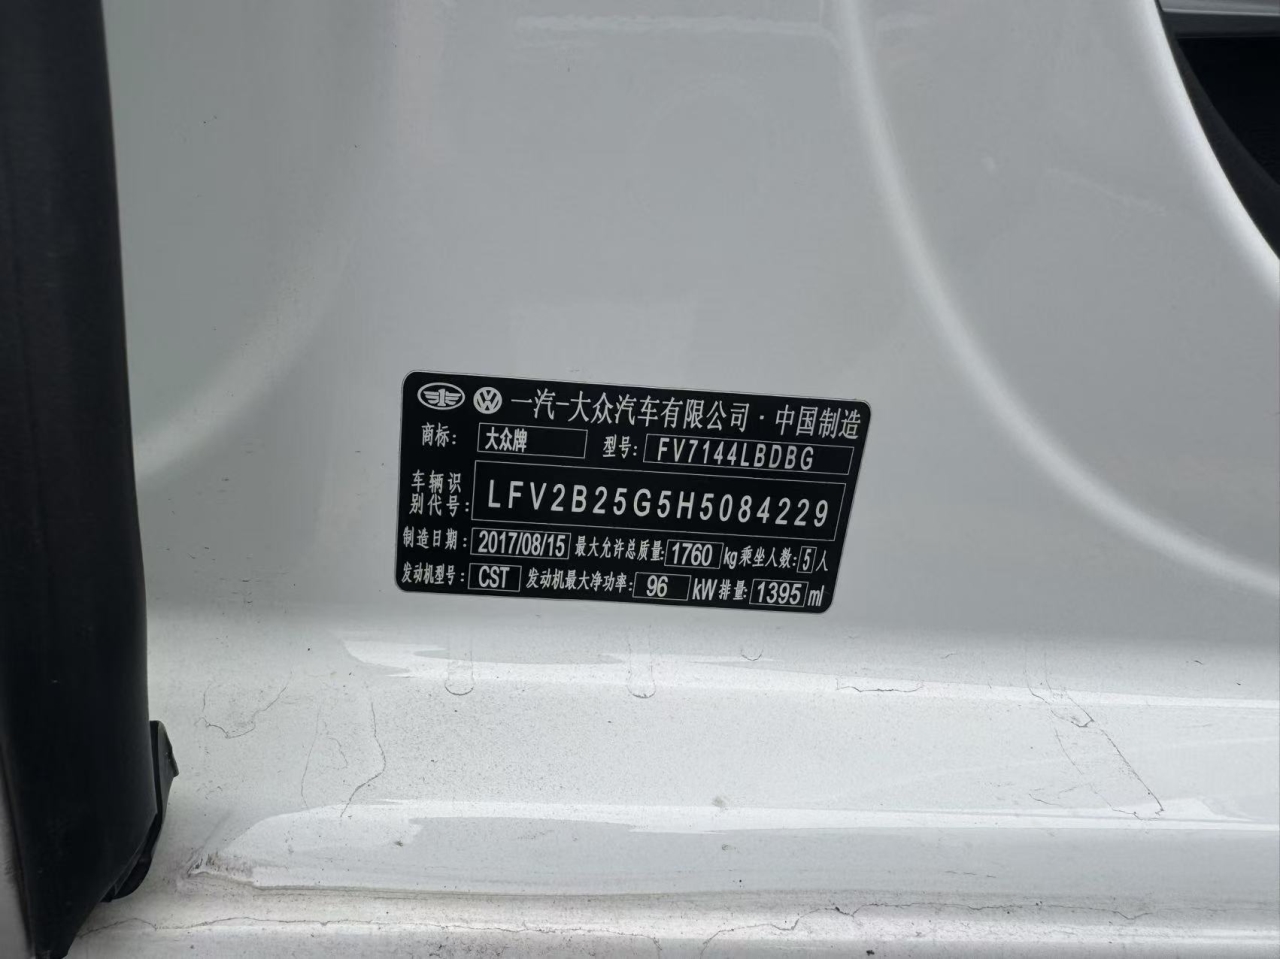 一汽-大众汽车有限公司·中国制造
商标: 大众牌 型号: FV7144LBDBG
车辆识别代号: LFV2B25G5H5084229
制造日期: 2017/08/15 最大允许总质量: 1760 kg 乘坐人数: 5 人
发动机型号: CST 发动机最大净功率: 96 kW 排量: 1395 ml